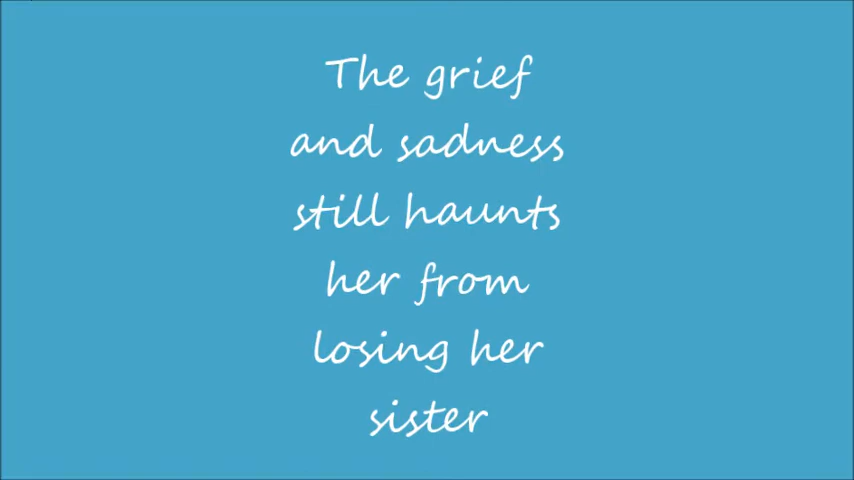 The grief
and sadness
still haunts
her from
losing her
sister